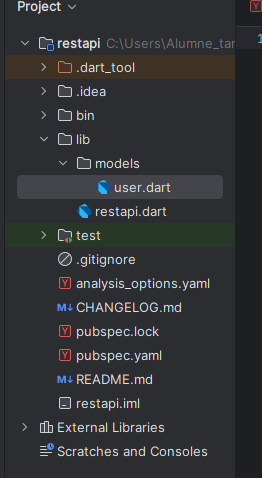 Project
restapi C:\Users\Alumne_tar
.dart_tool
.idea
bin
lib
models
user.dart
restapi.dart
test
.gitignore
analysis_options.yaml
M↓ CHANGELOG.md
Y pubspec.lock
Y pubspec.yaml
M↓ README.md
restapi.iml
External Libraries
Scratches and Consoles
Y
1